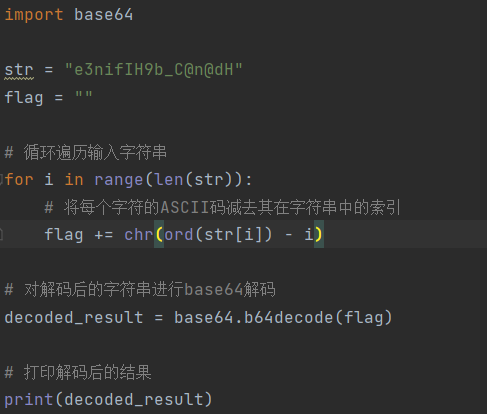 import base64
str = "e3nifIH9b_C@n@dH"
flag = ""
# 循环遍历输入字符串
for i in range(len(str)):
# 将每个字符的ASCII码减去其在字符串中的索引
flag += chr(ord(str[i]) - i)
# 对解码后的字符串进行base64解码
decoded_result = base64.b64decode(flag)
# 打印解码后的结果
print(decoded_result)